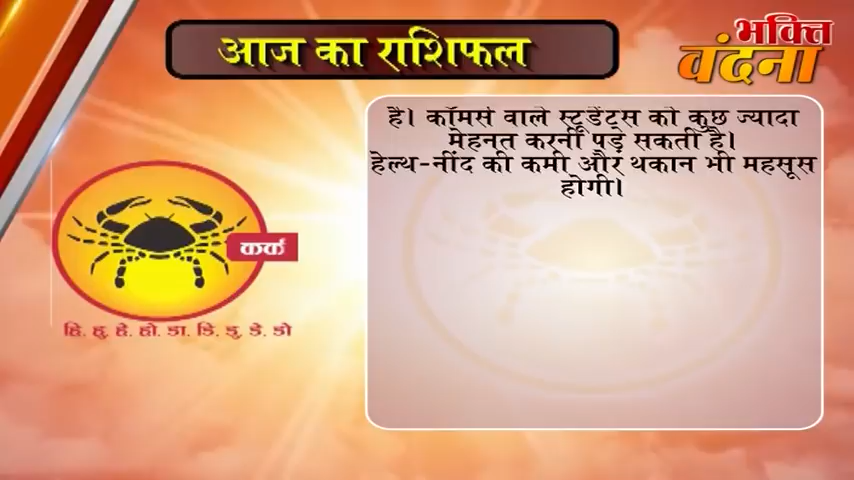 आज का राशिफल
भक्ति
वंदना
है। कॉमर्स वाले स्टूडेंट्स को कुछ ज्यादा
मेहनत करनी पड़ सकती है।
हेल्थ-नींद की कमी और थकान भी महसूस
होगी।
कर्क
हि. हु. हे. हो. डा. डि. डु. डे. डो